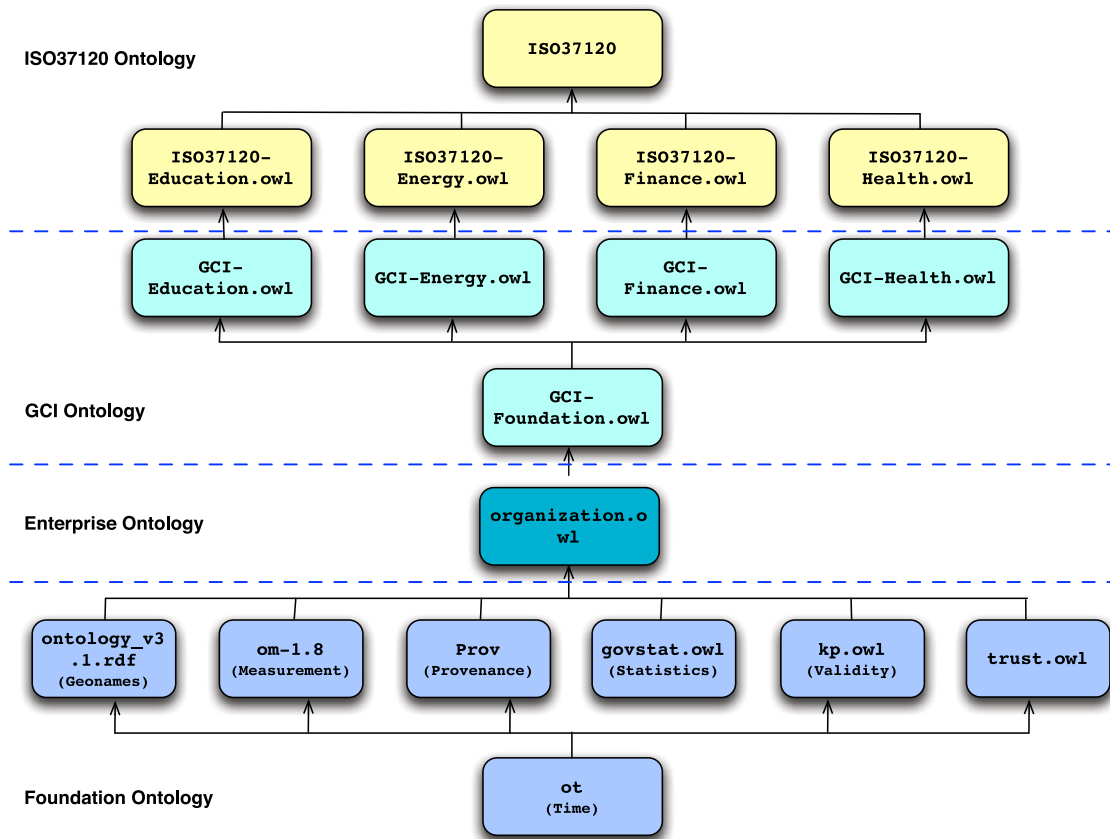 ISO37120 Ontology
ISO37120
ISO37120-
Education.owl
ISO37120-
Energy.owl
ISO37120-
Finance.owl
ISO37120-
Health.owl
GCI-
Education.owl
GCI-Energy.owl
GCI-
Finance.owl
GCI-Health.owl
GCI Ontology
GCI-
Foundation.owl
Enterprise Ontology
organization.o
wl
ontology_v3
.1.rdf
(Geonames)
om-1.8
(Measurement)
Prov
(Provenance)
govstat.owl
(Statistics)
kp.owl
(Validity)
trust.owl
Foundation Ontology
ot
(Time)